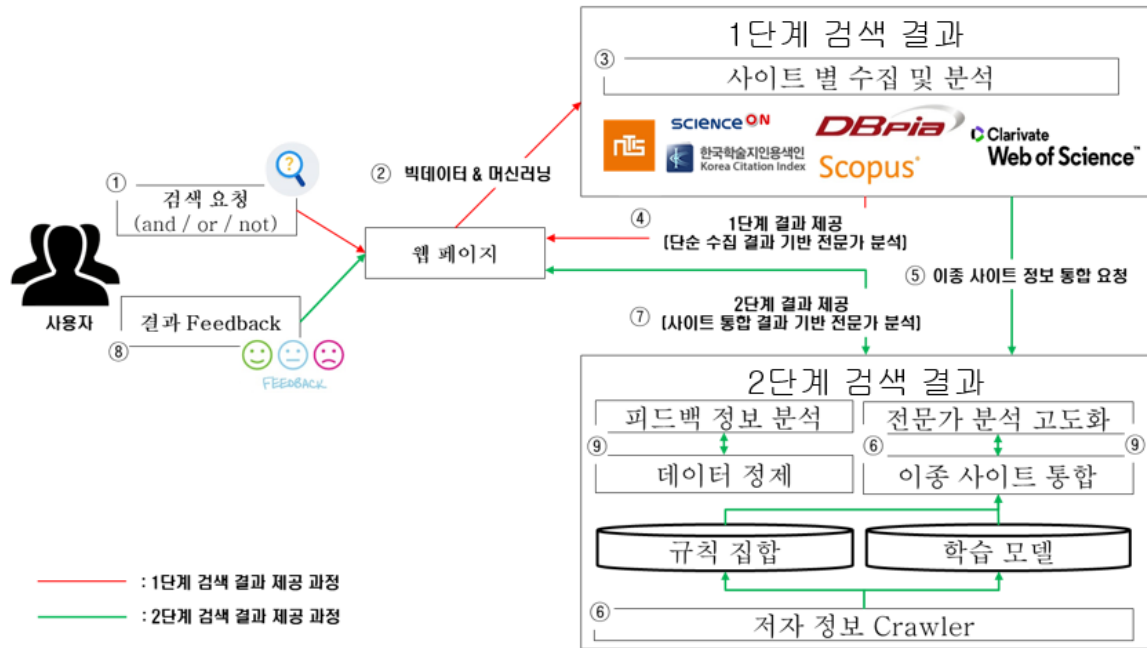 1단계 검색 결과
③
사이트 별 수집 및 분석
NTIS
SCIENCE ON
한국학술지인용색인
Korea Citation Index
DBpia
Scopus
Clarivate
Web of Science™
① 검색 요청
(and / or / not)
?
② 빅데이터 & 머신러닝
사용자
웹 페이지
결과 Feedback
⑧
FEEDBACK
④ 1단계 결과 제공
(단순 수집 결과 기반 전문가 분석)
⑤ 이종 사이트 정보 통합 요청
⑦ 2단계 결과 제공
(사이트 통합 결과 기반 전문가 분석)
2단계 검색 결과
피드백 정보 분석
전문가 분석 고도화
⑨
⑥
⑨
데이터 정제
이종 사이트 통합
규칙 집합
학습 모델
⑥
저자 정보 Crawler
: 1단계 검색 결과 제공 과정
: 2단계 검색 결과 제공 과정